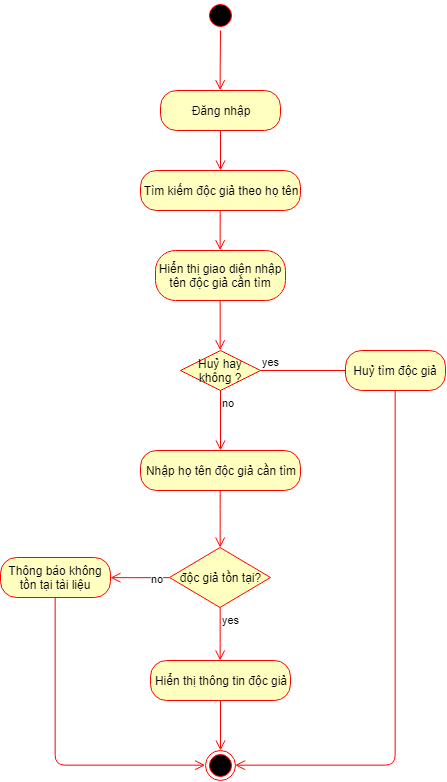 Đăng nhập
Tìm kiếm độc giả theo họ tên
Hiển thị giao diện nhập
tên độc giả cần tìm
Huỷ hay
không ?
yes
Huỷ tìm độc giả
no
Nhập họ tên độc giả cần tìm
độc giả tồn tại?
no
Thông báo không
tồn tại tài liệu
yes
Hiển thị thông tin độc giả